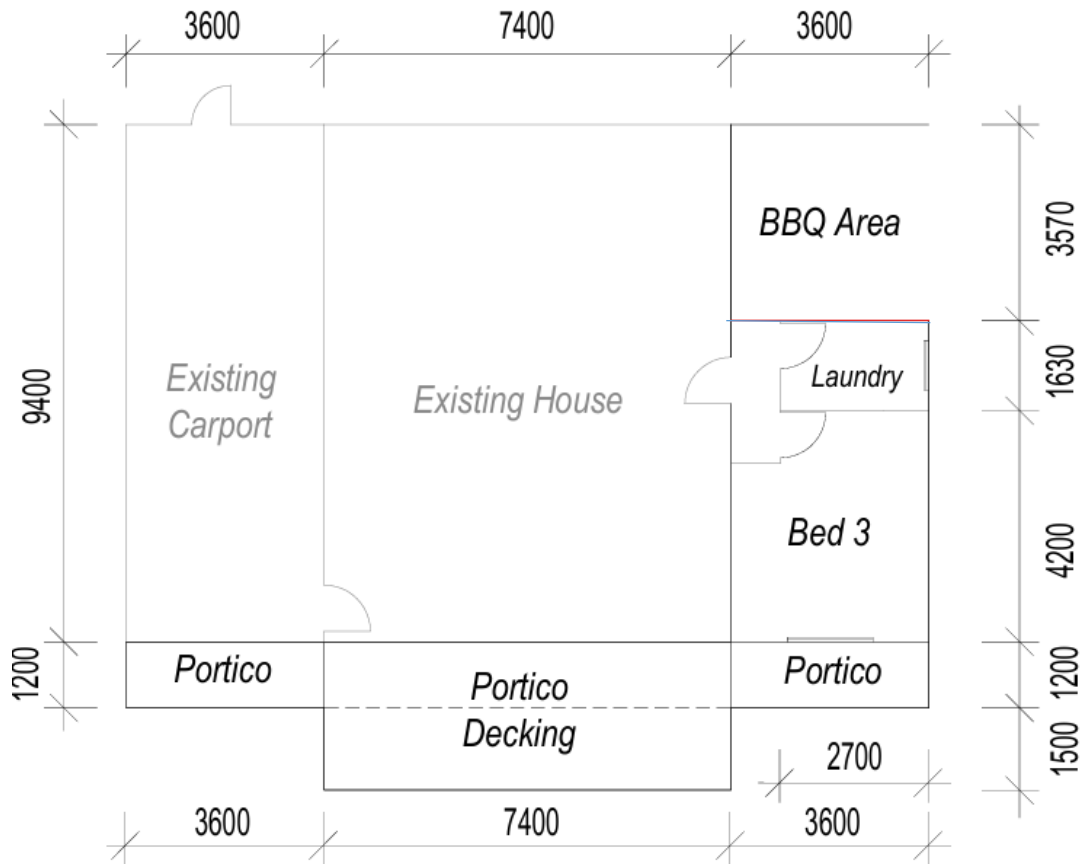 3600 7400 3600
BBQ Area
3570
Existing
Carport
Existing House
Laundry
1630
9400
Bed 3
4200
Portico
Portico
Portico
1200
1200
Decking
1500
2700
3600 7400 3600